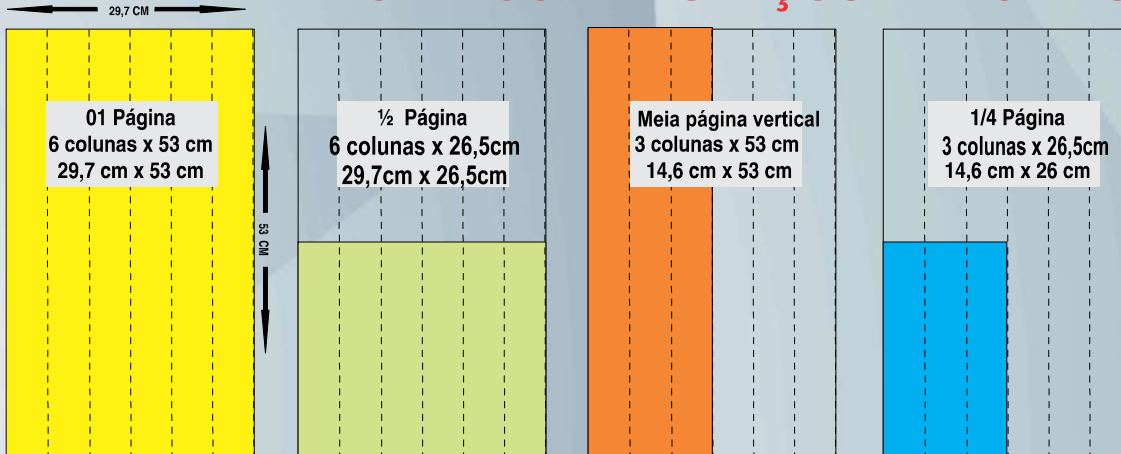 29,7 CM
01 Página
6 colunas x 53 cm
29,7 cm x 53 cm
53 CM
½ Página
6 colunas x 26,5cm
29,7cm x 26,5cm
Meia página vertical
3 colunas x 53 cm
14,6 cm x 53 cm
1/4 Página
3 colunas x 26,5cm
14,6 cm x 26 cm